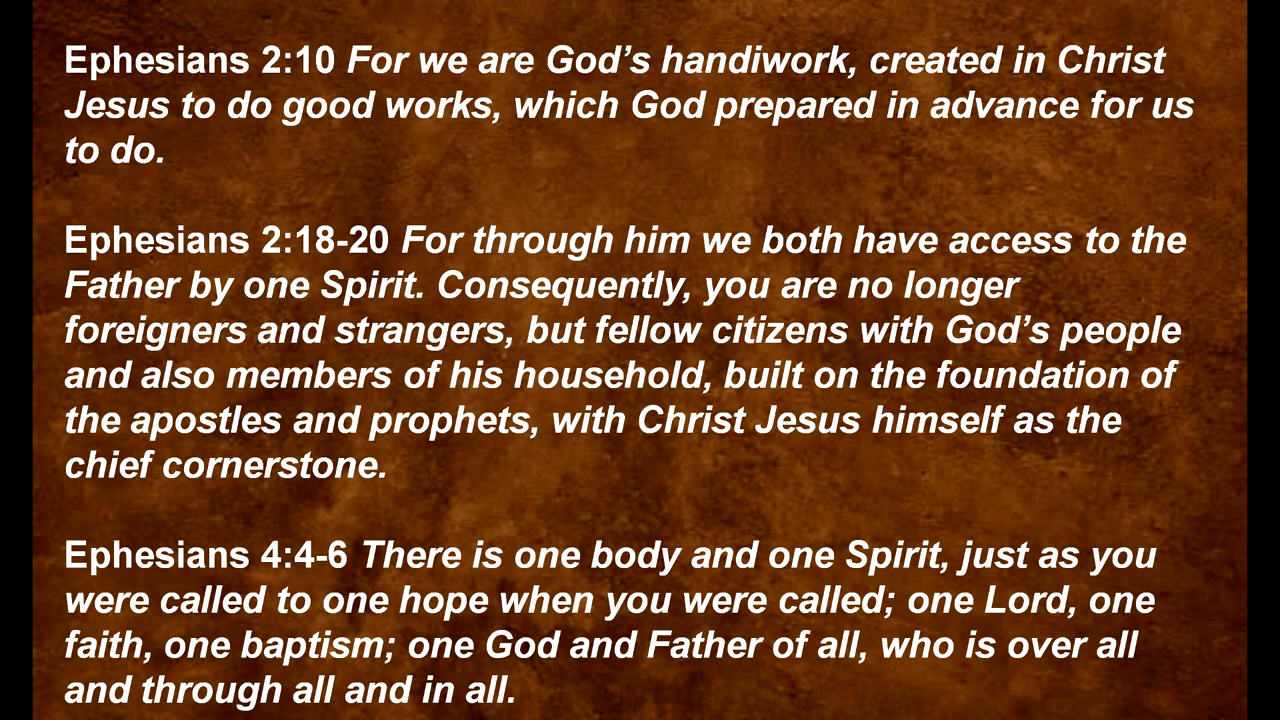 Ephesians 2:10 For we are God’s handiwork, created in Christ
Jesus to do good works, which God prepared in advance for us
to do.
Ephesians 2:18-20 For through him we both have access to the
Father by one Spirit. Consequently, you are no longer
foreigners and strangers, but fellow citizens with God’s people
and also members of his household, built on the foundation of
the apostles and prophets, with Christ Jesus himself as the
chief cornerstone.
Ephesians 4:4-6 There is one body and one Spirit, just as you
were called to one hope when you were called; one Lord, one
faith, one baptism; one God and Father of all, who is over all
and through all and in all.